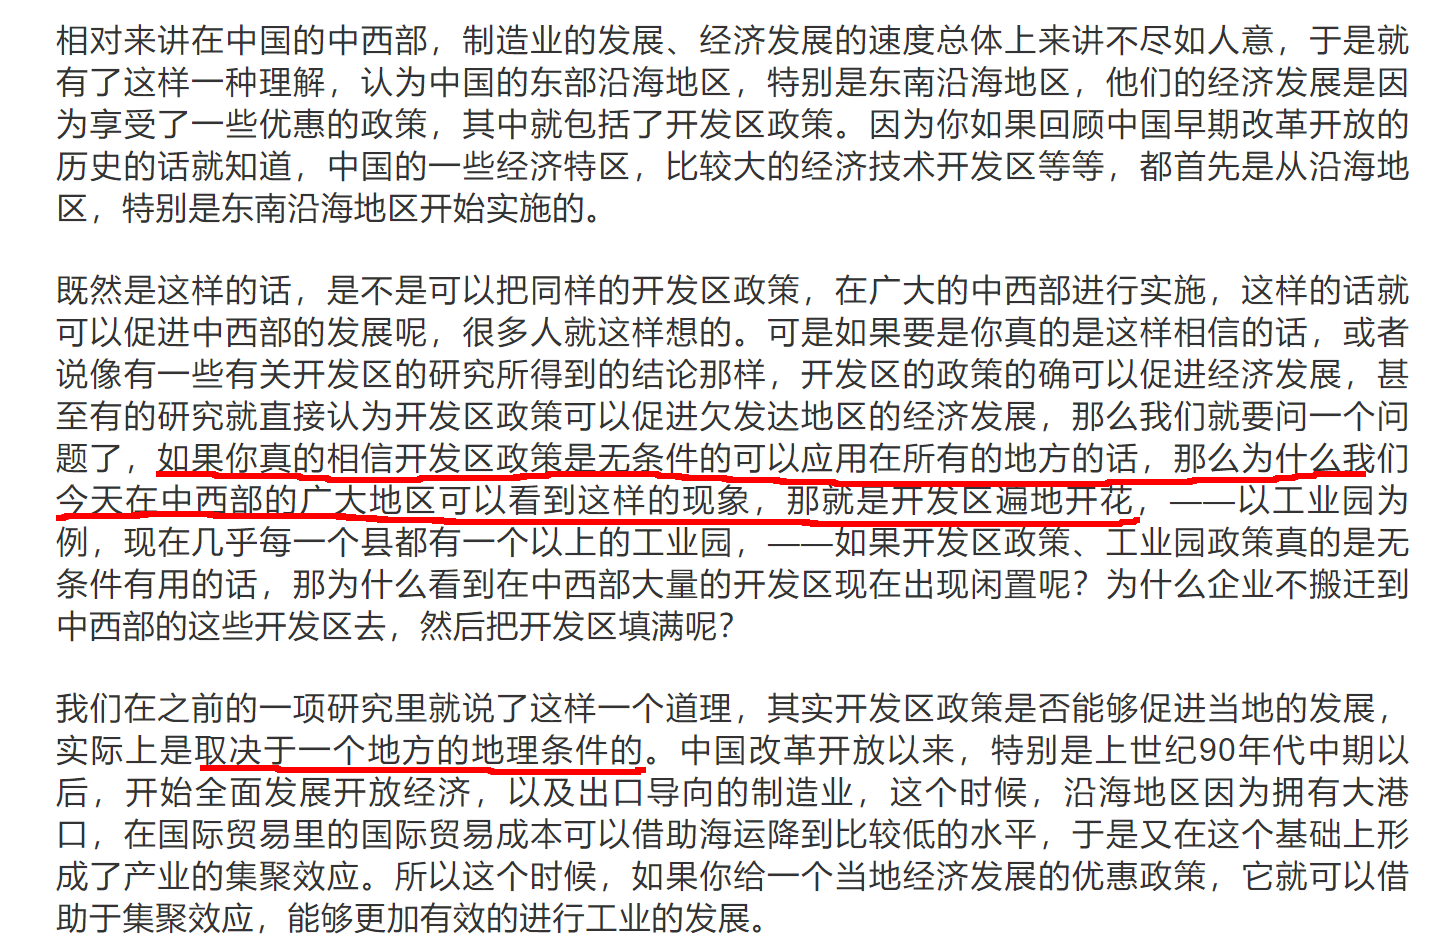 相对来讲在中国的中西部，制造业的发展、经济发展的速度总体上来讲不尽如人意，于是就
有了这样一种理解，认为中国的东部沿海地区，特别是东南沿海地区，他们的经济发展是因
为享受了一些优惠的政策，其中就包括了开发区政策。因为你如果回顾中国早期改革开放的
历史的话就知道，中国的一些经济特区，比较大的经济技术开发区等等，都首先是从沿海地
区，特别是东南沿海地区开始实施的。
既然是这样的话，是不是可以把同样的开发区政策，在广大的中西部进行实施，这样的话就
可以促进中西部的发展呢，很多人就这样想的。可是如果要是你真的是这样相信的话，或者
说像有一些有关开发区的研究所得到的结论那样，开发区的政策的确可以促进经济发展，甚
至有的研究就直接认为开发区政策可以促进欠发达地区的经济发展，那么我们就要问一个问
题了，如果你真的相信开发区政策是无条件的可以应用在所有的地方的话，那么为什么我们
今天在中西部的广大地区可以看到这样的现象，那就是开发区遍地开花，——以工业园为
例，现在几乎每一个县都有一个以上的工业园，——如果开发区政策、工业园政策真的是无
条件有用的话，那为什么看到在中西部大量的开发区现在出现闲置呢？为什么企业不搬迁到
中西部的这些开发区去，然后把开发区填满呢？
我们在之前的一项研究里就说了这样一个道理，其实开发区政策是否能够促进当地的发展，
实际上是取决于一个地方的地理条件的。中国改革开放以来，特别是上世纪90年代中期以
后，开始全面发展开放经济，以及出口导向的制造业，这个时候，沿海地区因为拥有大港
口，在国际贸易里的国际贸易成本可以借助海运降到比较低的水平，于是又在这个基础上形
成了产业的集聚效应。所以这个时候，如果你给一个当地经济发展的优惠政策，它就可以借
助于集聚效应，能够更加有效的进行工业的发展。